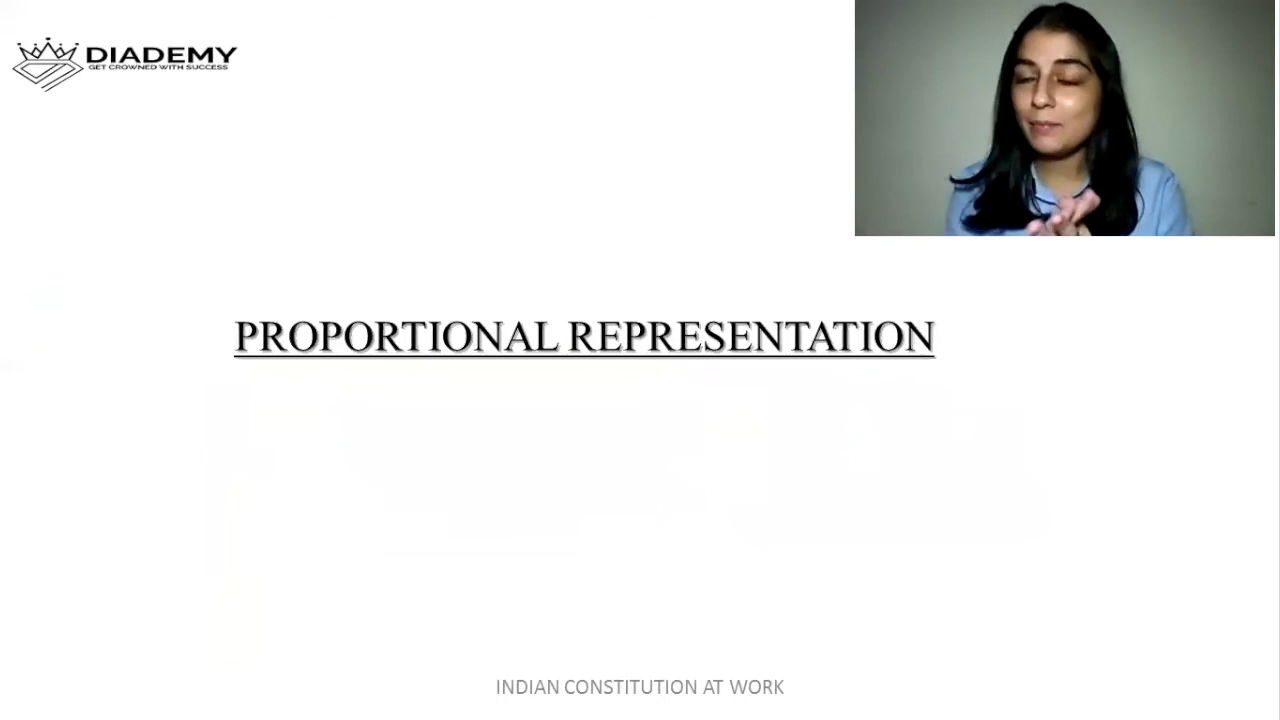 DIADEMY
GET CROWNED WITH SUCCESS
PROPORTIONAL REPRESENTATION
INDIAN CONSTITUTION AT WORK